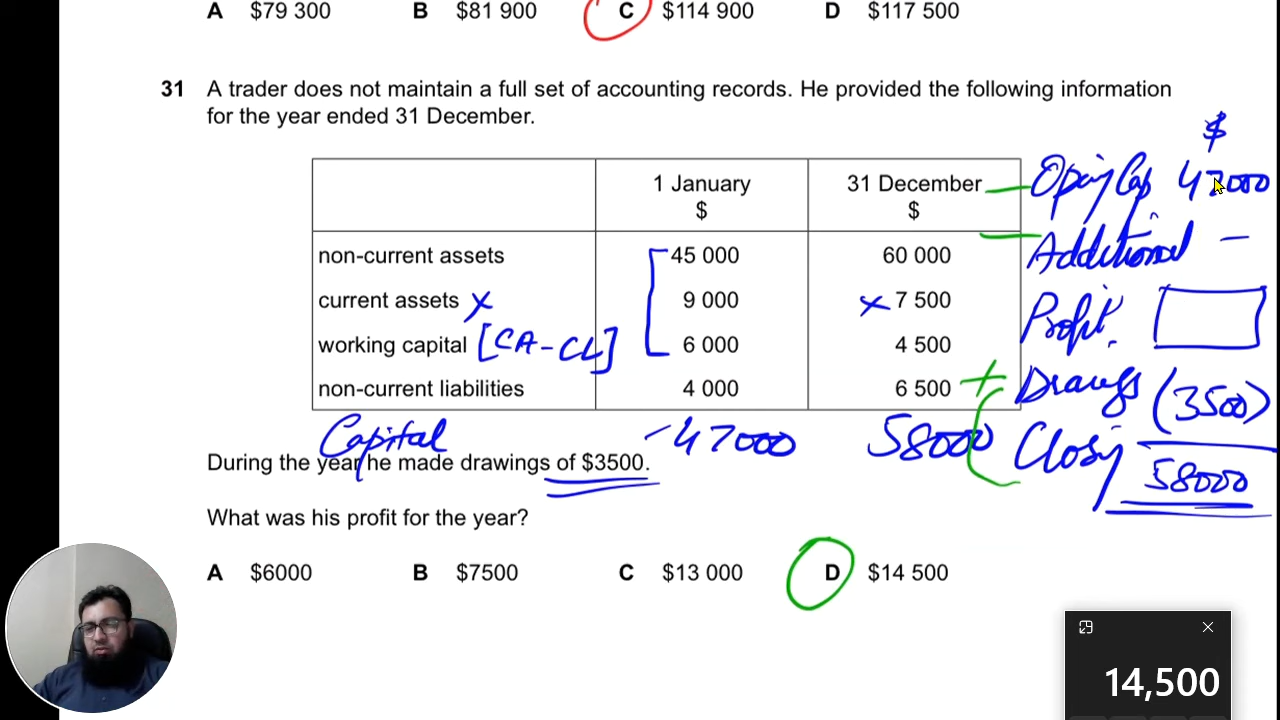 A $79 300 B $81 900 C $114 900 D $117 500
31 A trader does not maintain a full set of accounting records. He provided the following information
for the year ended 31 December.
$
1 January 31 December Opening Cap 47000
$ $
Additional -
non-current assets 45 000 60 000
current assets x 9 000 x 7 500 Profit
working capital [CA-CL] 6 000 4 500
non-current liabilities 4 000 6 500 + Drawings (3500)
Capital - 47000 58000 Closing
During the year he made drawings of $3500.
58000
What was his profit for the year?
A $6000 B $7500 C $13 000 D $14 500
14,500